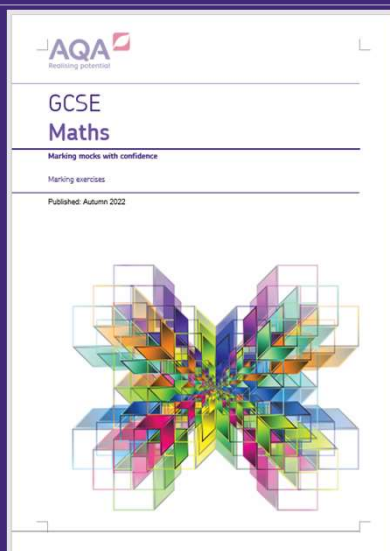 AQA
Realising potential
GCSE
Maths
Marking mocks with confidence
Marking exercises
Published: Autumn 2022